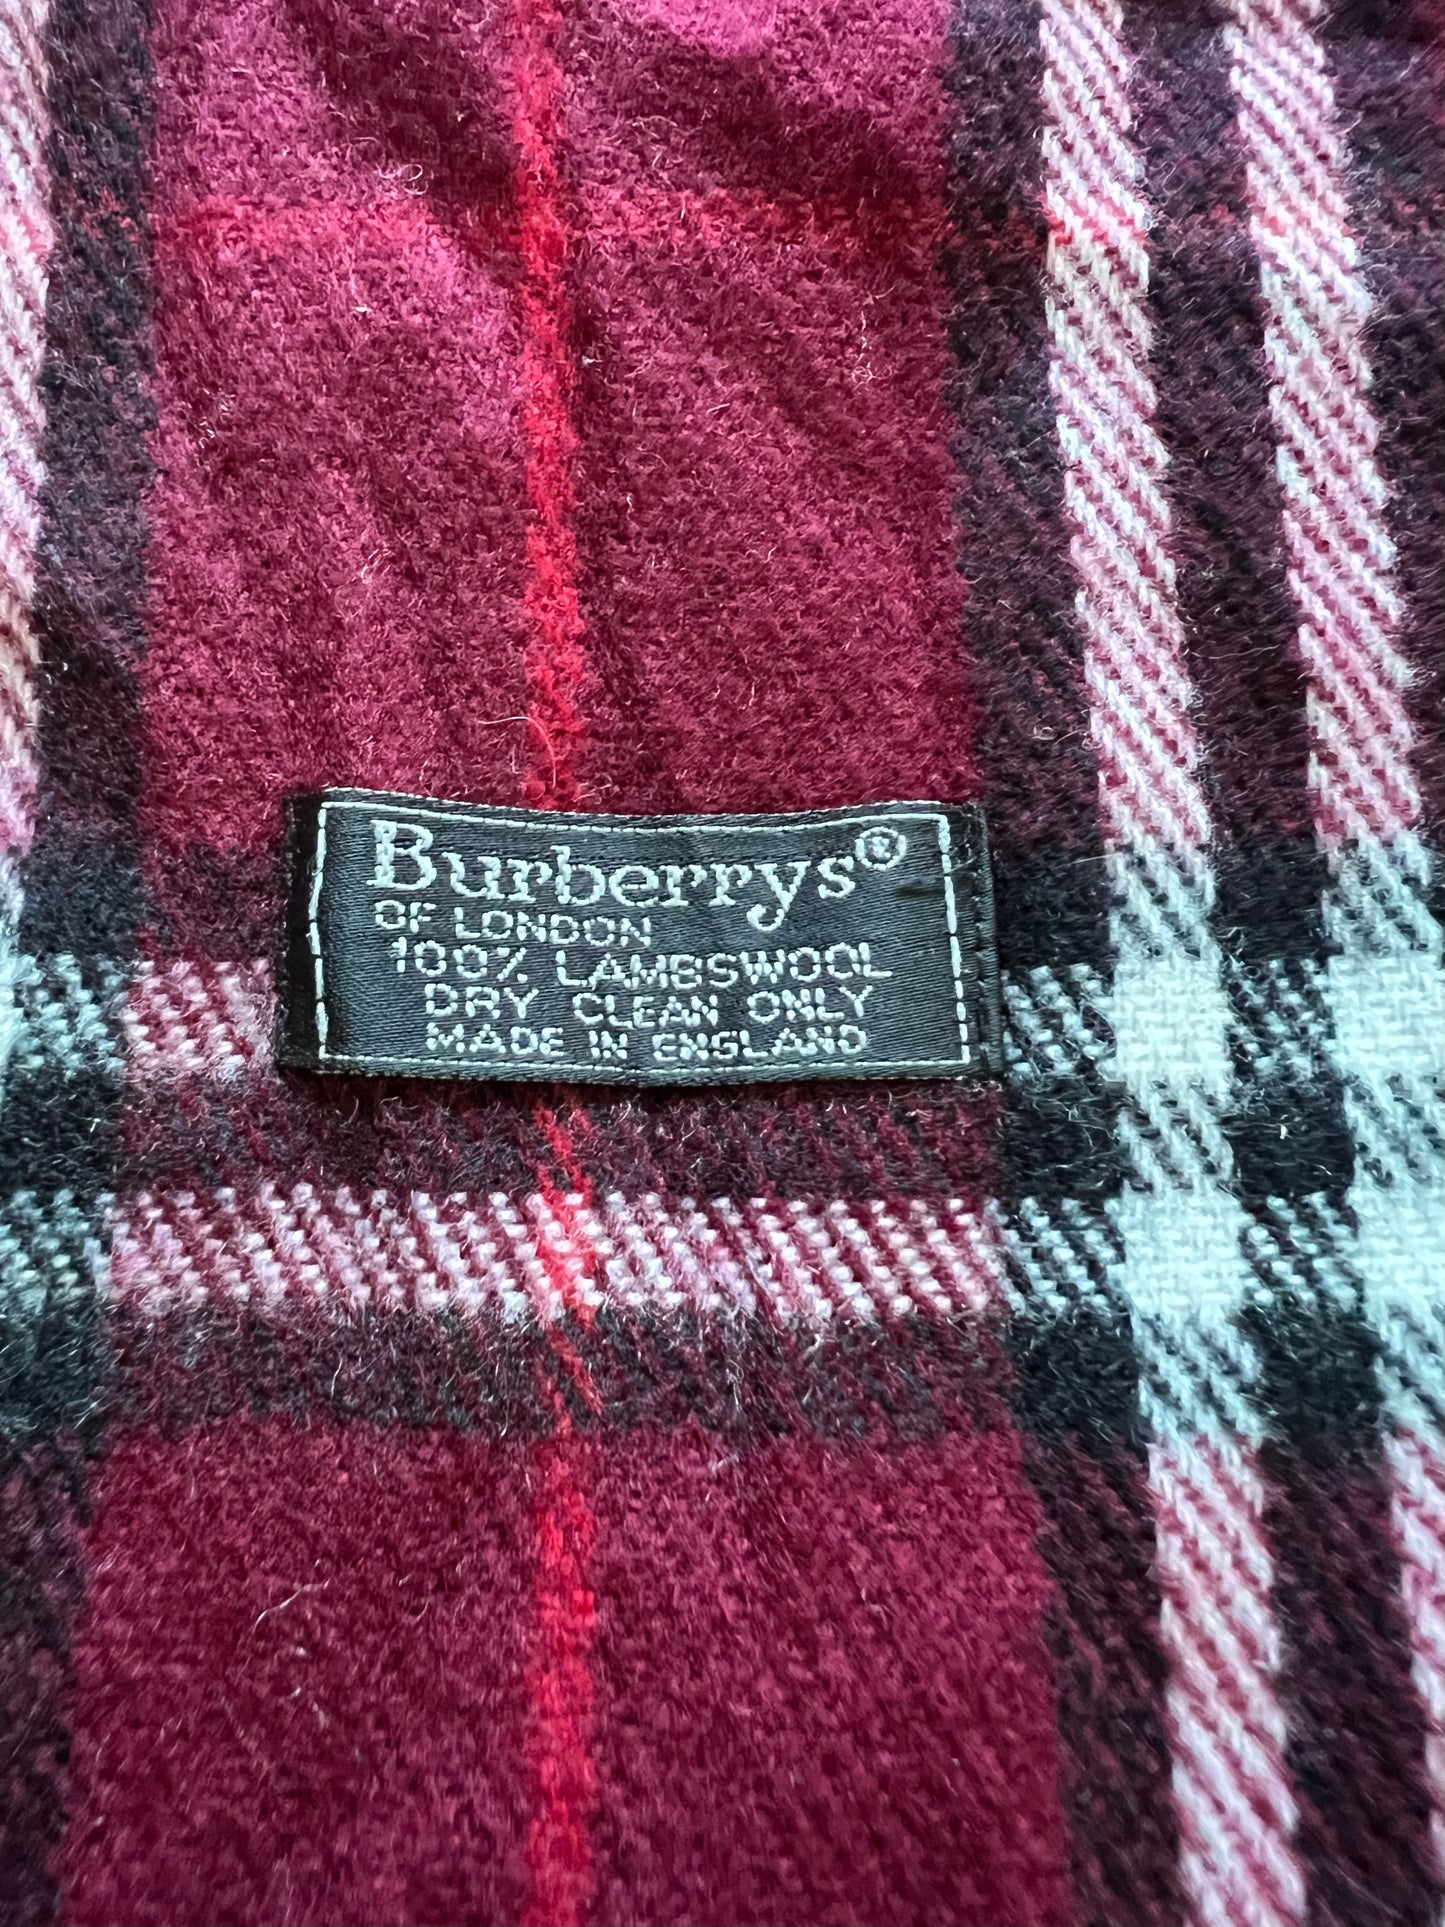 Burberrys®
OF LONDON
100% LAMBSWOOL
DRY CLEAN ONLY
MADE IN ENGLAND